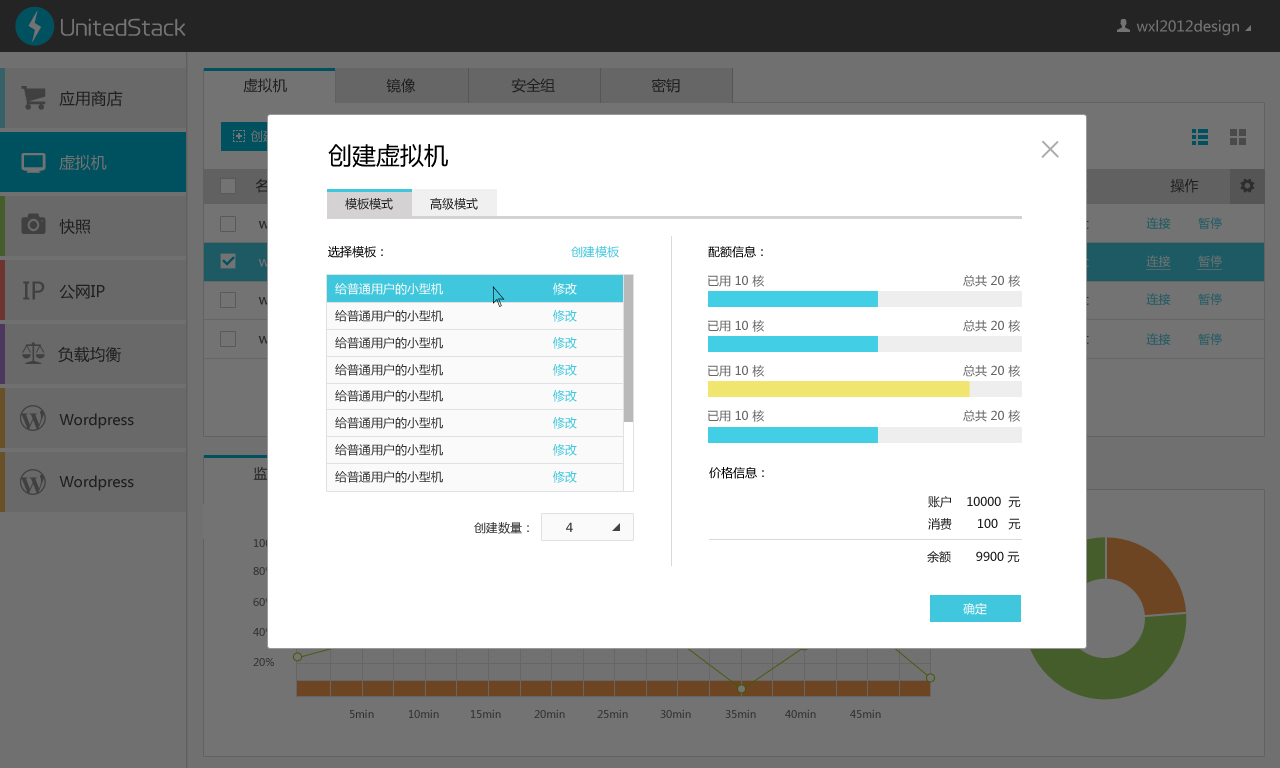 UnitedStack
wxl2012design
应用商店
虚拟机
快照
公网IP
负载均衡
Wordpress
Wordpress
虚拟机 镜像 安全组 密钥
操作
连接 暂停
连接 暂停
连接 暂停
连接 暂停
创建虚拟机
模板模式 高级模式
选择模板： 创建模板
给普通用户的小型机 修改
给普通用户的小型机 修改
给普通用户的小型机 修改
给普通用户的小型机 修改
给普通用户的小型机 修改
给普通用户的小型机 修改
给普通用户的小型机 修改
给普通用户的小型机 修改
创建数量： 4
配额信息：
已用 10 核 总共 20 核
已用 10 核 总共 20 核
已用 10 核 总共 20 核
已用 10 核 总共 20 核
价格信息：
账户 10000 元
消费 100 元
余额 9900 元
确定
20%
5min 10min 15min 20min 25min 30min 35min 40min 45min